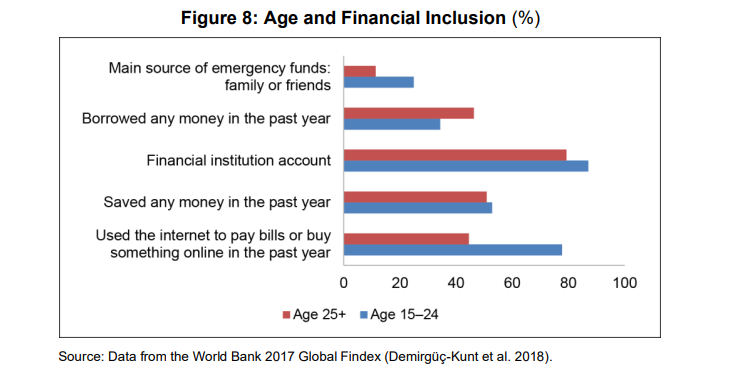 Figure 8: Age and Financial Inclusion (%)
Main source of emergency funds:
family or friends
Borrowed any money in the past year
Financial institution account
Saved any money in the past year
Used the internet to pay bills or buy
something online in the past year
0 20 40 60 80 100
Age 25+ Age 15–24
Source: Data from the World Bank 2017 Global Findex (Demirgüç-Kunt et al. 2018).